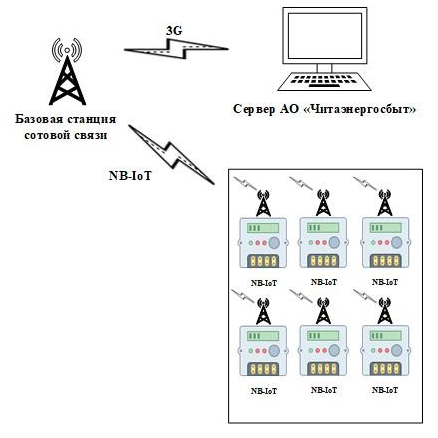 3G
Базовая станция
сотовой связи
Сервер АО «Читаэнергосбыт»
NB-IoT
NB-IoT
NB-IoT
NB-IoT
NB-IoT
NB-IoT
NB-IoT